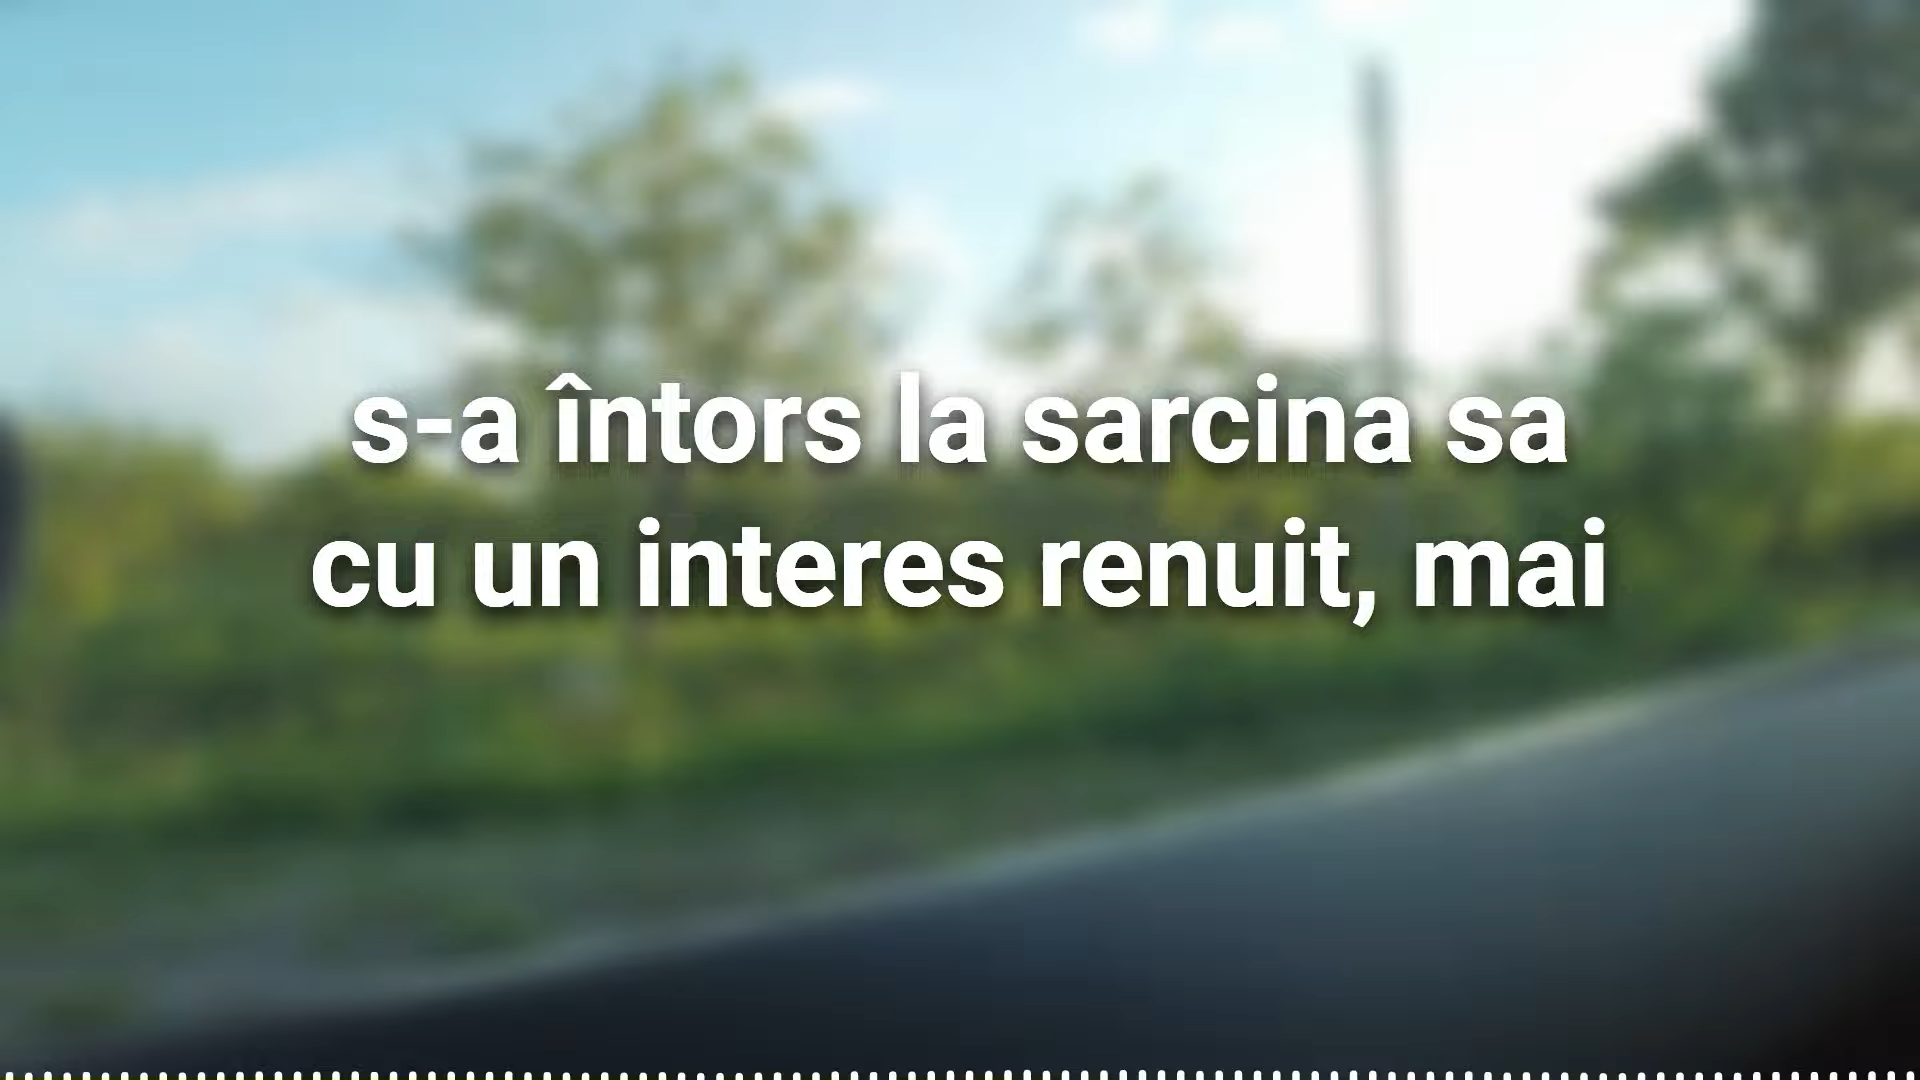 s-a întors la sarcina sa
cu un interes renuit, mai